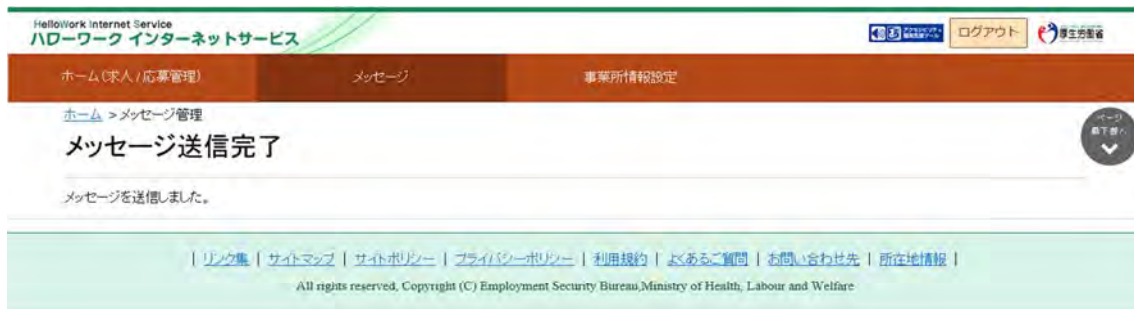 HelloWork Internet Service
ハローワーク インターネットサービス
ログアウト
厚生労働省
ホーム(求人/応募管理) メッセージ 事業所情報設定
ホーム >メッセージ管理
ページ
最下部へ
メッセージ送信完了
メッセージを送信しました。
| リンク集 | サイトマップ | サイトポリシー | プライバシーポリシー | 利用規約 | よくあるご質問 | お問い合わせ先 | 所在地情報 |
All rights reserved, Copyright (C) Employment Security Bureau,Ministry of Health, Labour and Welfare